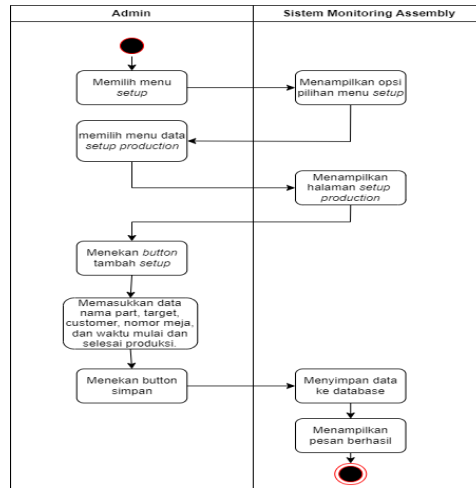 Admin
Sistem Monitoring Assembly
Memilih menu
setup
Menampilkan opsi
pilihan menu setup
memilih menu data
setup production
Menampilkan
halaman setup
production
Menekan button
tambah setup
Memasukkan data
nama part, target,
customer, nomor meja,
dan waktu mulai dan
selesai produksi.
Menekan button
simpan
Menyimpan data
ke database
Menampilkan
pesan berhasil